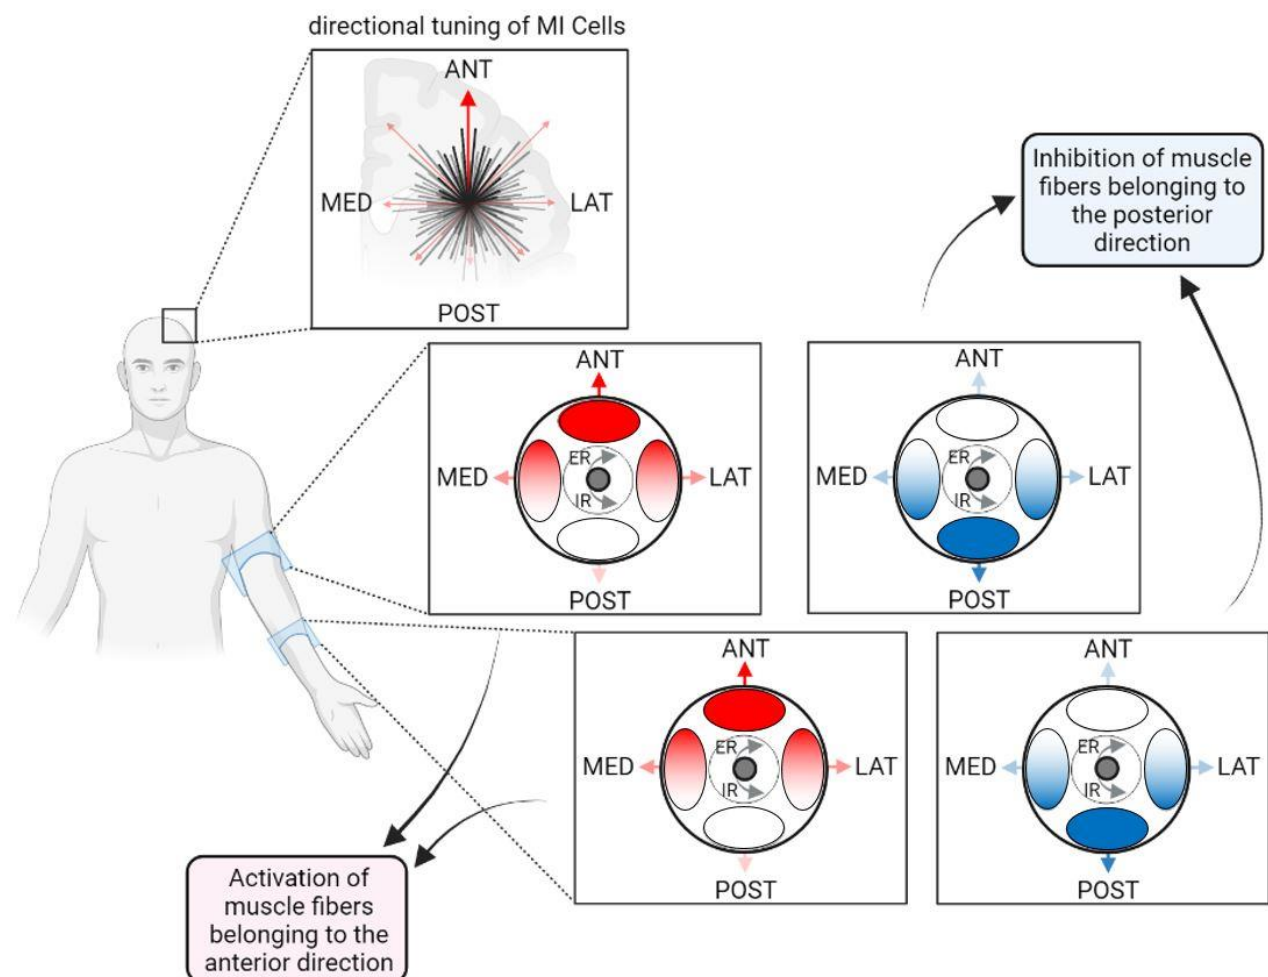 directional tuning of MI Cells
ANT
MED
LAT
POST
Inhibition of muscle
fibers belonging to
the posterior
direction
ANT
MED
ER
IR
LAT
POST
ANT
MED
ER
IR
LAT
POST
ANT
MED
ER
IR
LAT
POST
ANT
MED
ER
IR
LAT
POST
Activation of
muscle fibers
belonging to the
anterior direction